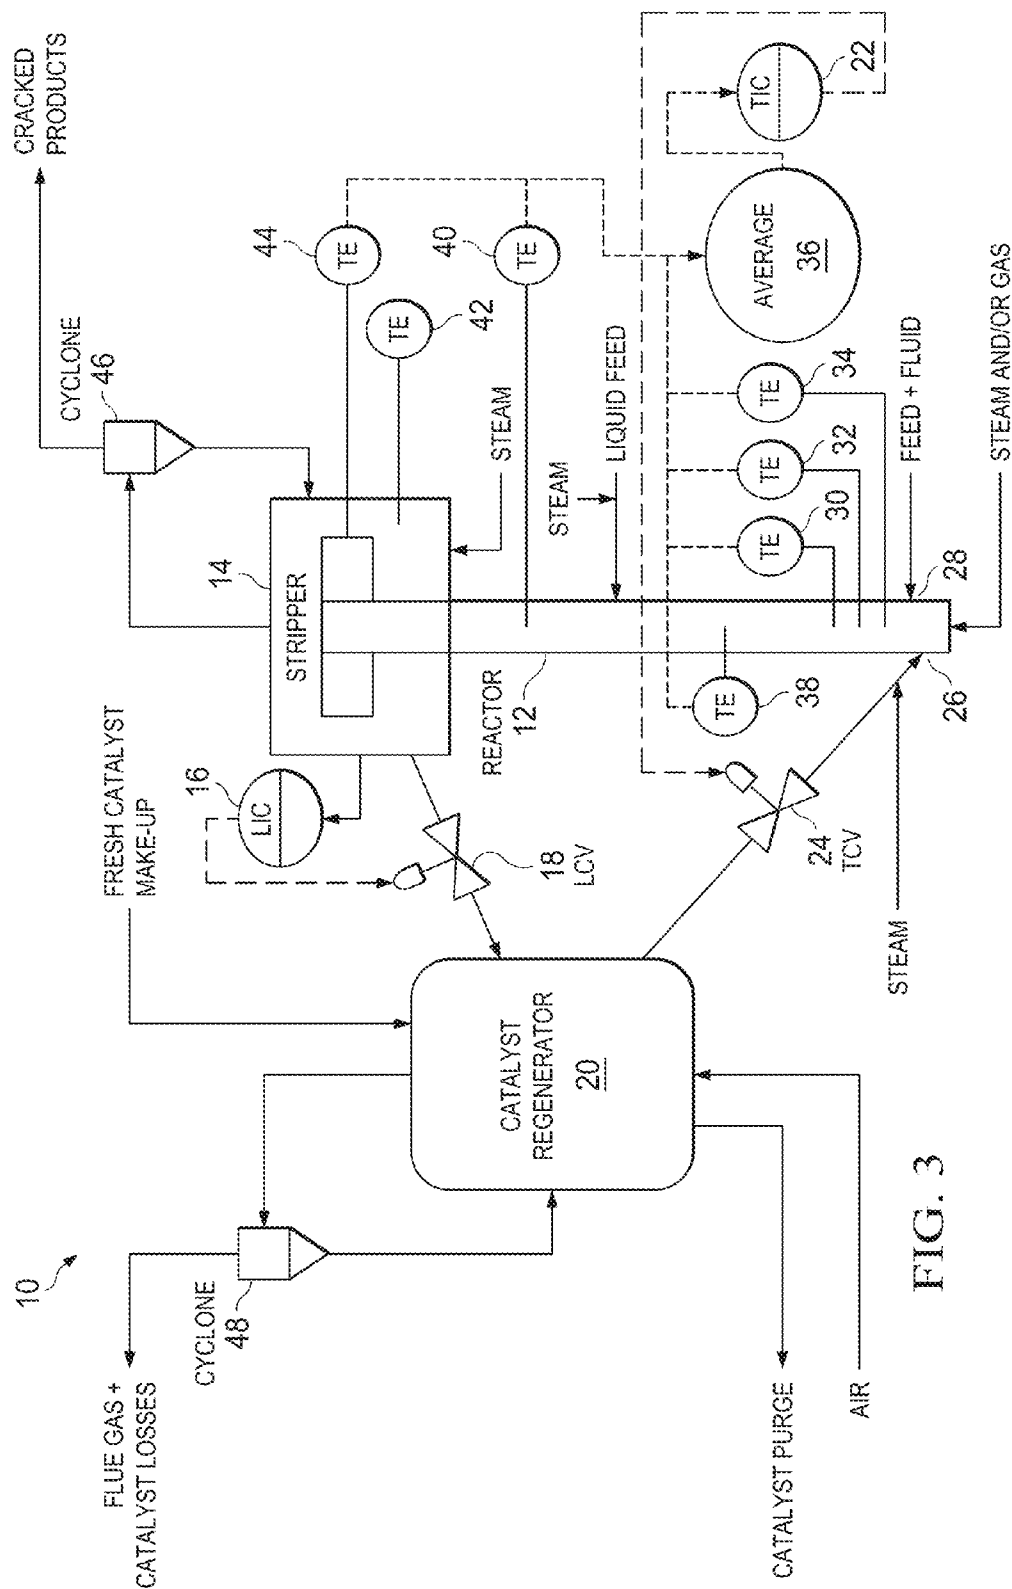 10
FLUE GAS +
CATALYST LOSSES
CYCLONE
48
FRESH CATALYST
MAKE-UP
CATALYST
REGENERATOR
20
CATALYST PURGE
AIR
CRACKED
PRODUCTS
CYCLONE
46
14
STRIPPER
16
LIC
18
LCV
REACTOR
12
44
TE
TE
42
40
TE
STEAM
STEAM
LIQUID FEED
TE
38
24
TCV
STEAM
26
28
TE
30
TE
32
TE
34
FEED + FLUID
STEAM AND/OR GAS
AVERAGE
36
TIC
22
FIG. 3